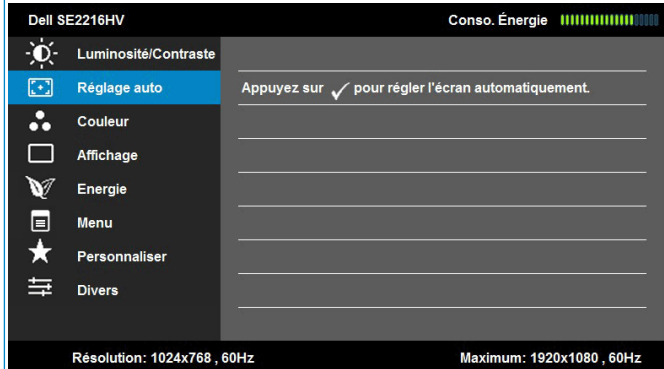 Dell SE2216HV Conso. Énergie
Luminosité/Contraste
Réglage auto Appuyez sur ✓ pour régler l'écran automatiquement.
Couleur
Affichage
Energie
Menu
Personnaliser
Divers
Résolution: 1024x768 , 60Hz Maximum: 1920x1080 , 60Hz